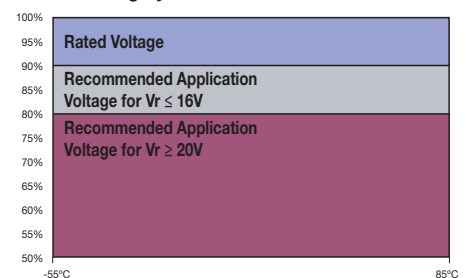 100%
95%
90%
85%
80%
75%
70%
65%
60%
55%
50%
Rated Voltage
Recommended Application
Voltage for Vr ≤ 16V
Recommended Application
Voltage for Vr ≥ 20V
-55ºC
85ºC